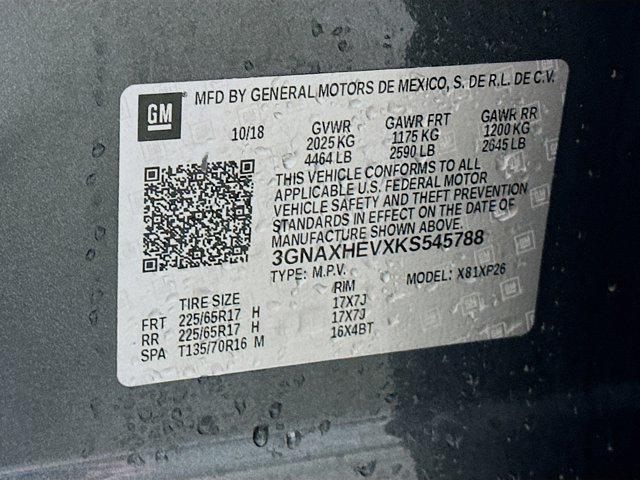 GM ® MFD BY GENERAL MOTORS DE MEXICO, S. DE R.L. DE C.V.
10/18 GVWR GAWR FRT GAWR RR
2025 KG 1175 KG 1200 KG
4464 LB 2590 LB 2645 LB
THIS VEHICLE CONFORMS TO ALL
APPLICABLE U.S. FEDERAL MOTOR
VEHICLE SAFETY AND THEFT PREVENTION
STANDARDS IN EFFECT ON THE DATE OF
MANUFACTURE SHOWN ABOVE.
3GNAXHEVXKS545788
TYPE: M.P.V. MODEL: X81XP26
TIRE SIZE RIM
FRT 225/65R17 H 17X7J
RR 225/65R17 H 17X7J
SPA T135/70R16 M 16X4BT